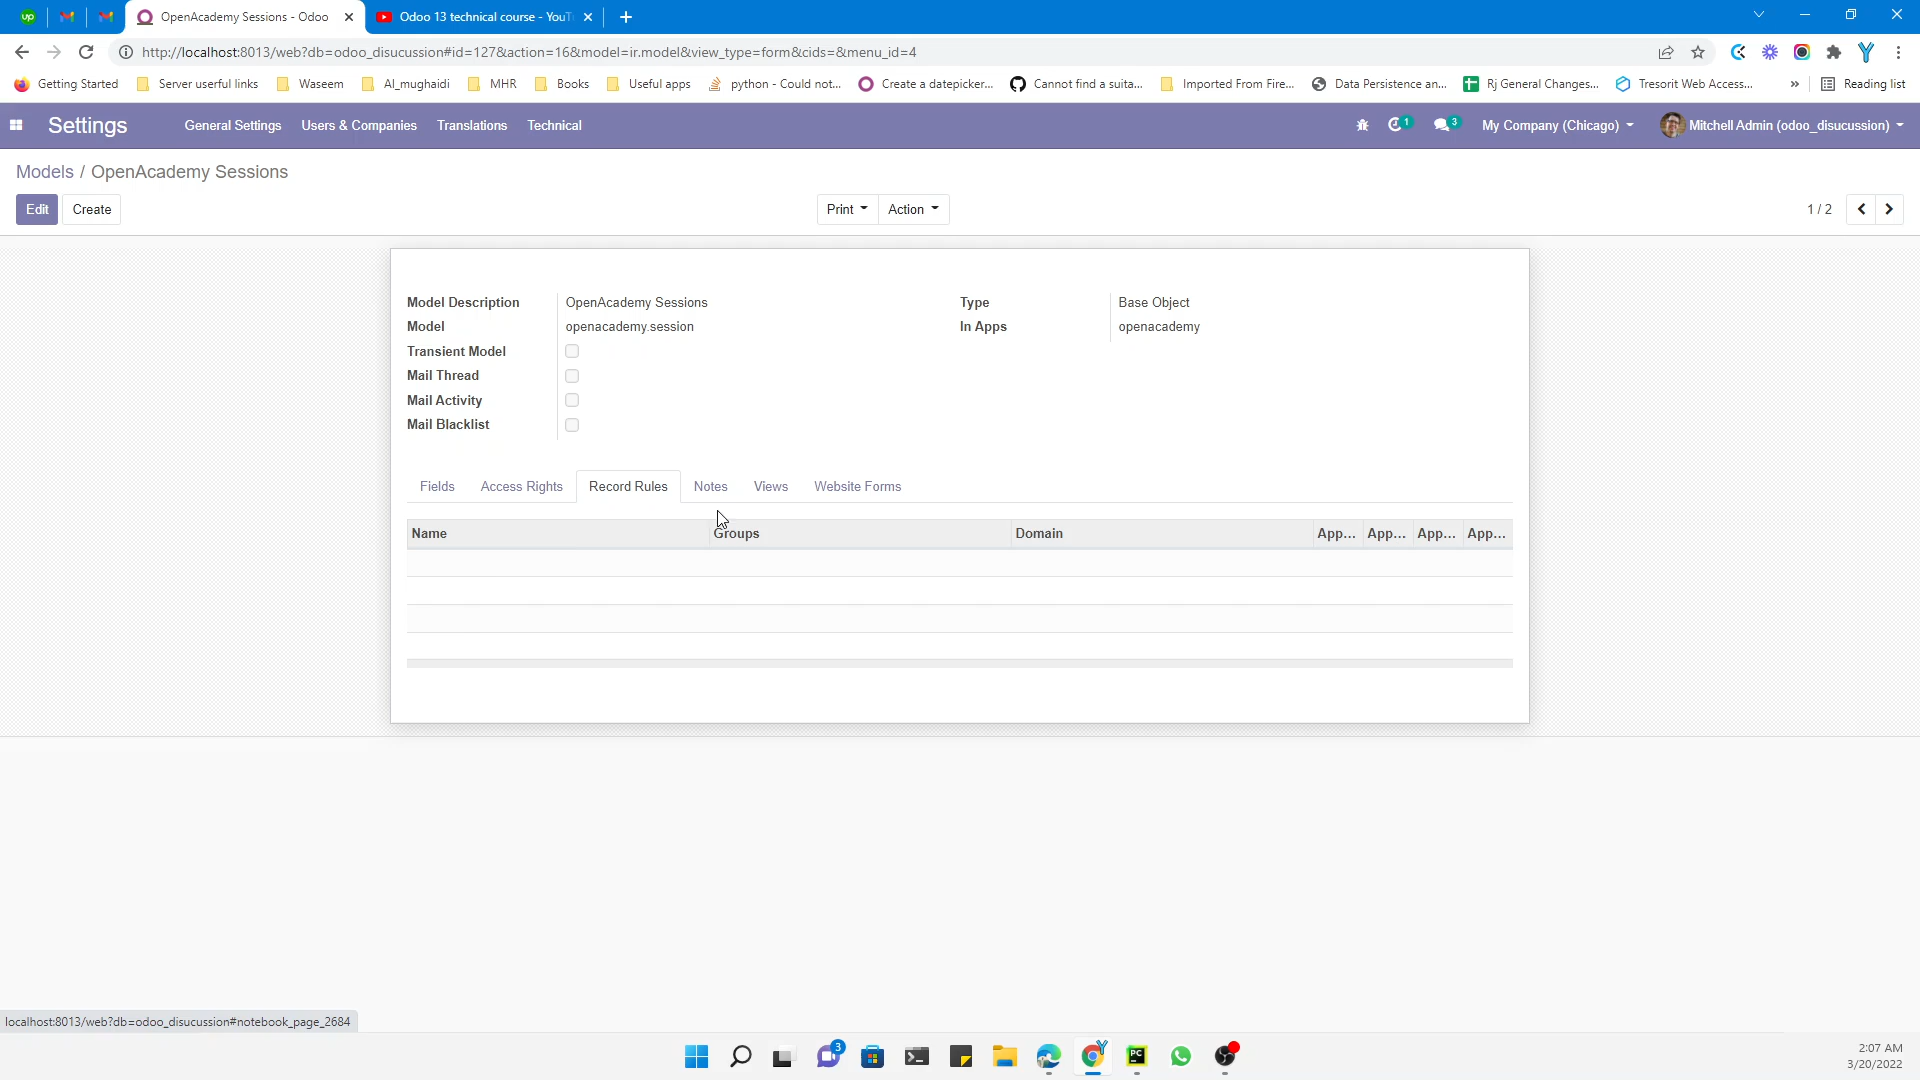 OpenAcademy Sessions - Odoo
Odoo 13 technical course - YouT
http://localhost:8013/web?db=odoo_disucussion#id=127&action=16&model=ir.model&view_type=form&cids=&menu_id=4
Getting Started Server userful links Waseem Al_mughaidi MHR Books Useful apps python - Could not... Create a datepicker... Cannot find a suita... Imported From Fire... Data Persistence an... Rj General Changes... Tresorit Web Access... » Reading list
Settings General Settings Users & Companies Translations Technical 1 3 My Company (Chicago) Mitchell Admin (odoo_disucussion)
Models / OpenAcademy Sessions
Edit Create Print Action 1 / 2
Model Description OpenAcademy Sessions Type Base Object
Model openacademy.session In Apps openacademy
Transient Model
Mail Thread
Mail Activity
Mail Blacklist
Fields Access Rights Record Rules Notes Views Website Forms
Name Groups Domain App... App... App... App...
localhost:8013/web?db=odoo_disucussion#notebook_page_2684
3
PC
2:07 AM
3/20/2022